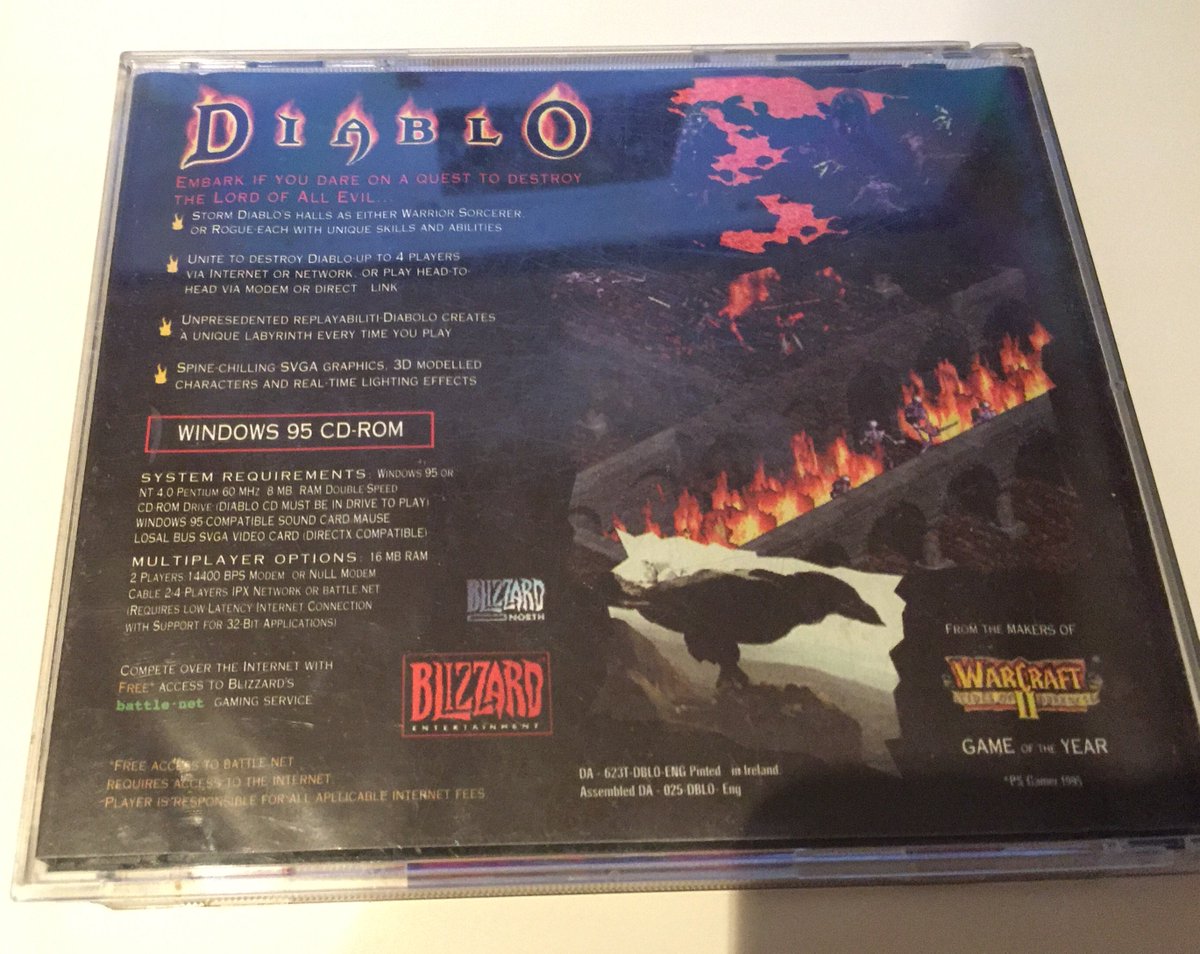 DIABLO
EMBARK IF YOU DARE ON A QUEST TO DESTROY
THE LORD OF ALL EVIL...
STORM DIABLO'S HALLS AS EITHER WARRIOR SORCERER
OR ROGUE-EACH WITH UNIQUE SKILLS AND ABILITIES
UNITE TO DESTROY DIABLO-UP TO 4 PLAYERS
VIA INTERNET OR NETWORK, OR PLAY HEAD-TO-
HEAD VIA MODEM OR DIRECT LINK
UNPRESEDENTED REPLAYABILITI-DIABOLO CREATES
A UNIQUE LABYRINTH EVERY TIME YOU PLAY
SPINE-CHILLING SVGA GRAPHICS, 3D MODELLED
CHARACTERS AND REAL-TIME LIGHTING EFFECTS
WINDOWS 95 CD-ROM
SYSTEM REQUIREMENTS: WINDOWS 95 OR
NT 4.0 PENTIUM 60 MHZ 8 MB RAM DOUBLE SPEED
CD-ROM DRIVE (DIABLO CD MUST BE IN DRIVE TO PLAY)
WINDOWS 95 COMPATIBLE SOUND CARD MAUSE
LOSAL BUS SVGA VIDEO CARD (DIRECTX COMPATIBLE)
MULTIPLAYER OPTIONS: 16 MB RAM
2 PLAYERS 14400 BPS MODEM OR NULL MODEM
CABLE 2-4 PLAYERS IPX NETWORK OR BATTLE.NET
(REQUIRES LOW-LATENCY INTERNET CONNECTION
WITH SUPPORT FOR 32-BIT APPLICATIONS)
BLIZZARD
NORTH
COMPETE OVER THE INTERNET WITH
FREE* ACCESS TO BLIZZARD'S
battle·net GAMING SERVICE
BLIZZARD
ENTERTAINMENT
FROM THE MAKERS OF
WARCRAFT
II
GAME OF THE YEAR
*FREE ACCESS TO BATTLE.NET
REQUIRES ACCESS TO THE INTERNET
PLAYER IS RESPONSIBLE FOR ALL APLICABLE INTERNET FEES
DA - 623T-DBLO-ENG Pinted in Ireland
Assembled DA - 025-DBLO- Eng
Gamer 1995